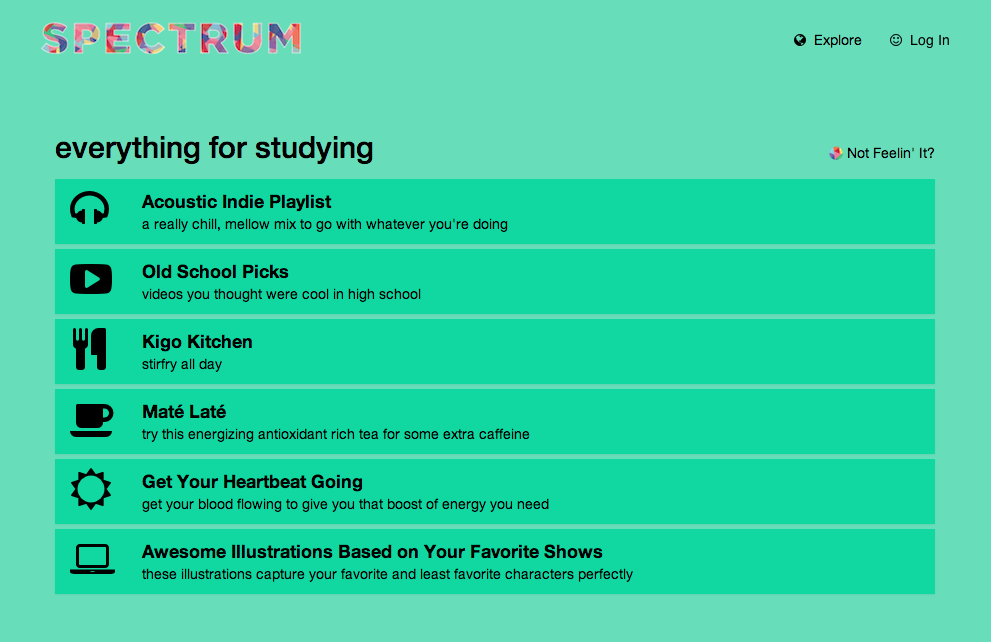 SPECTRUM
Explore
Log In
everything for studying
Not Feelin' It?
Acoustic Indie Playlist
a really chill, mellow mix to go with whatever you're doing
Old School Picks
videos you thought were cool in high school
Kigo Kitchen
stirfry all day
Maté Laté
try this energizing antioxidant rich tea for some extra caffeine
Get Your Heartbeat Going
get your blood flowing to give you that boost of energy you need
Awesome Illustrations Based on Your Favorite Shows
these illustrations capture your favorite and least favorite characters perfectly